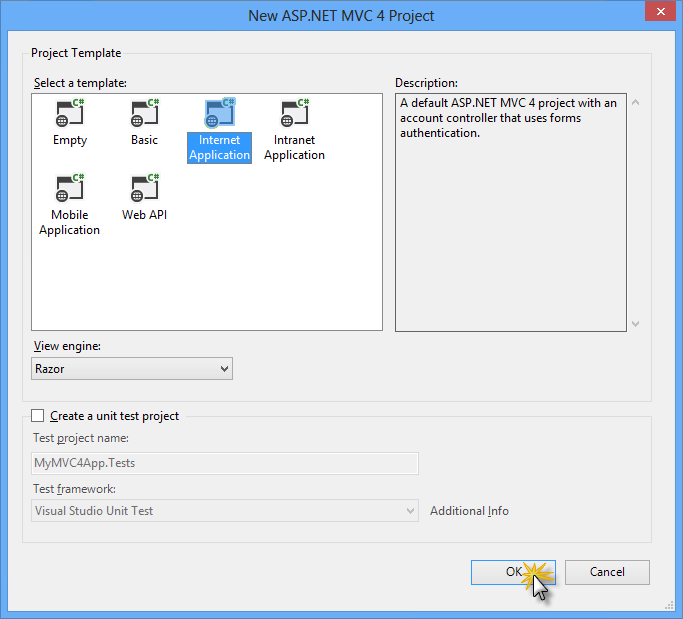 New ASP.NET MVC 4 Project
Project Template
Select a template:
C# C# C# C#
Empty Basic Internet Intranet
Application Application
C# C#
Mobile Web API
Application
Description:
A default ASP.NET MVC 4 project with an
account controller that uses forms
authentication.
View engine:
Razor
Create a unit test project
Test project name:
MyMVC4App.Tests
Test framework:
Visual Studio Unit Test
Additional Info
OK
Cancel